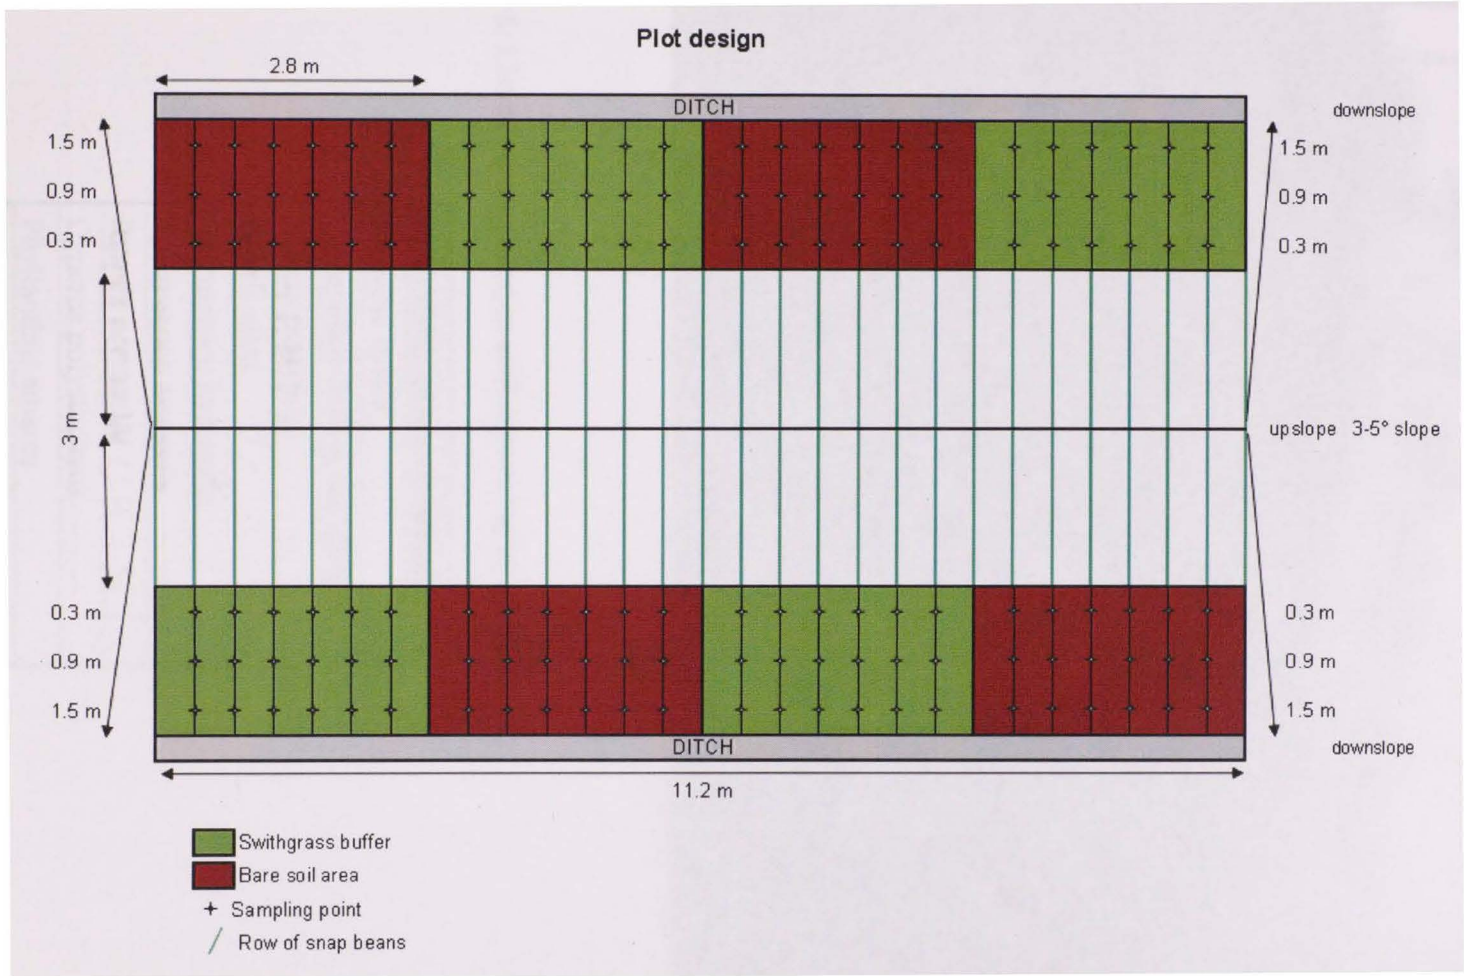 Plot design
2.8 m
DITCH
downslope
1.5 m
1.5 m
0.9 m
0.9 m
0.3 m
0.3 m
3 m
upslope 3-5° slope
0.3 m
0.3 m
0.9 m
0.9 m
1.5 m
1.5 m
DITCH
downslope
11.2 m
Swithgrass buffer
Bare soil area
Sampling point
Row of snap beans